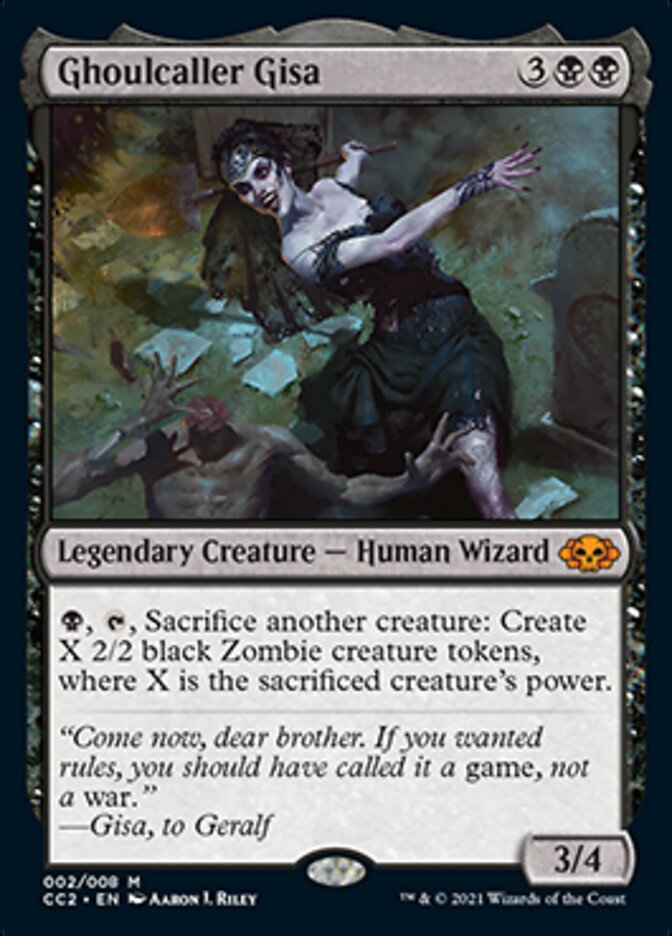 Ghoulcaller Gisa 3
Legendary Creature — Human Wizard
, , Sacrifice another creature: Create
X 2/2 black Zombie creature tokens,
where X is the sacrificed creature's power.
"Come now, dear brother. If you wanted
rules, you should have called it a game, not
a war."
—Gisa, to Geralf
3/4
002/008 M
CC2 • EN Aaron J. Riley
™ & © 2021 Wizards of the Coast